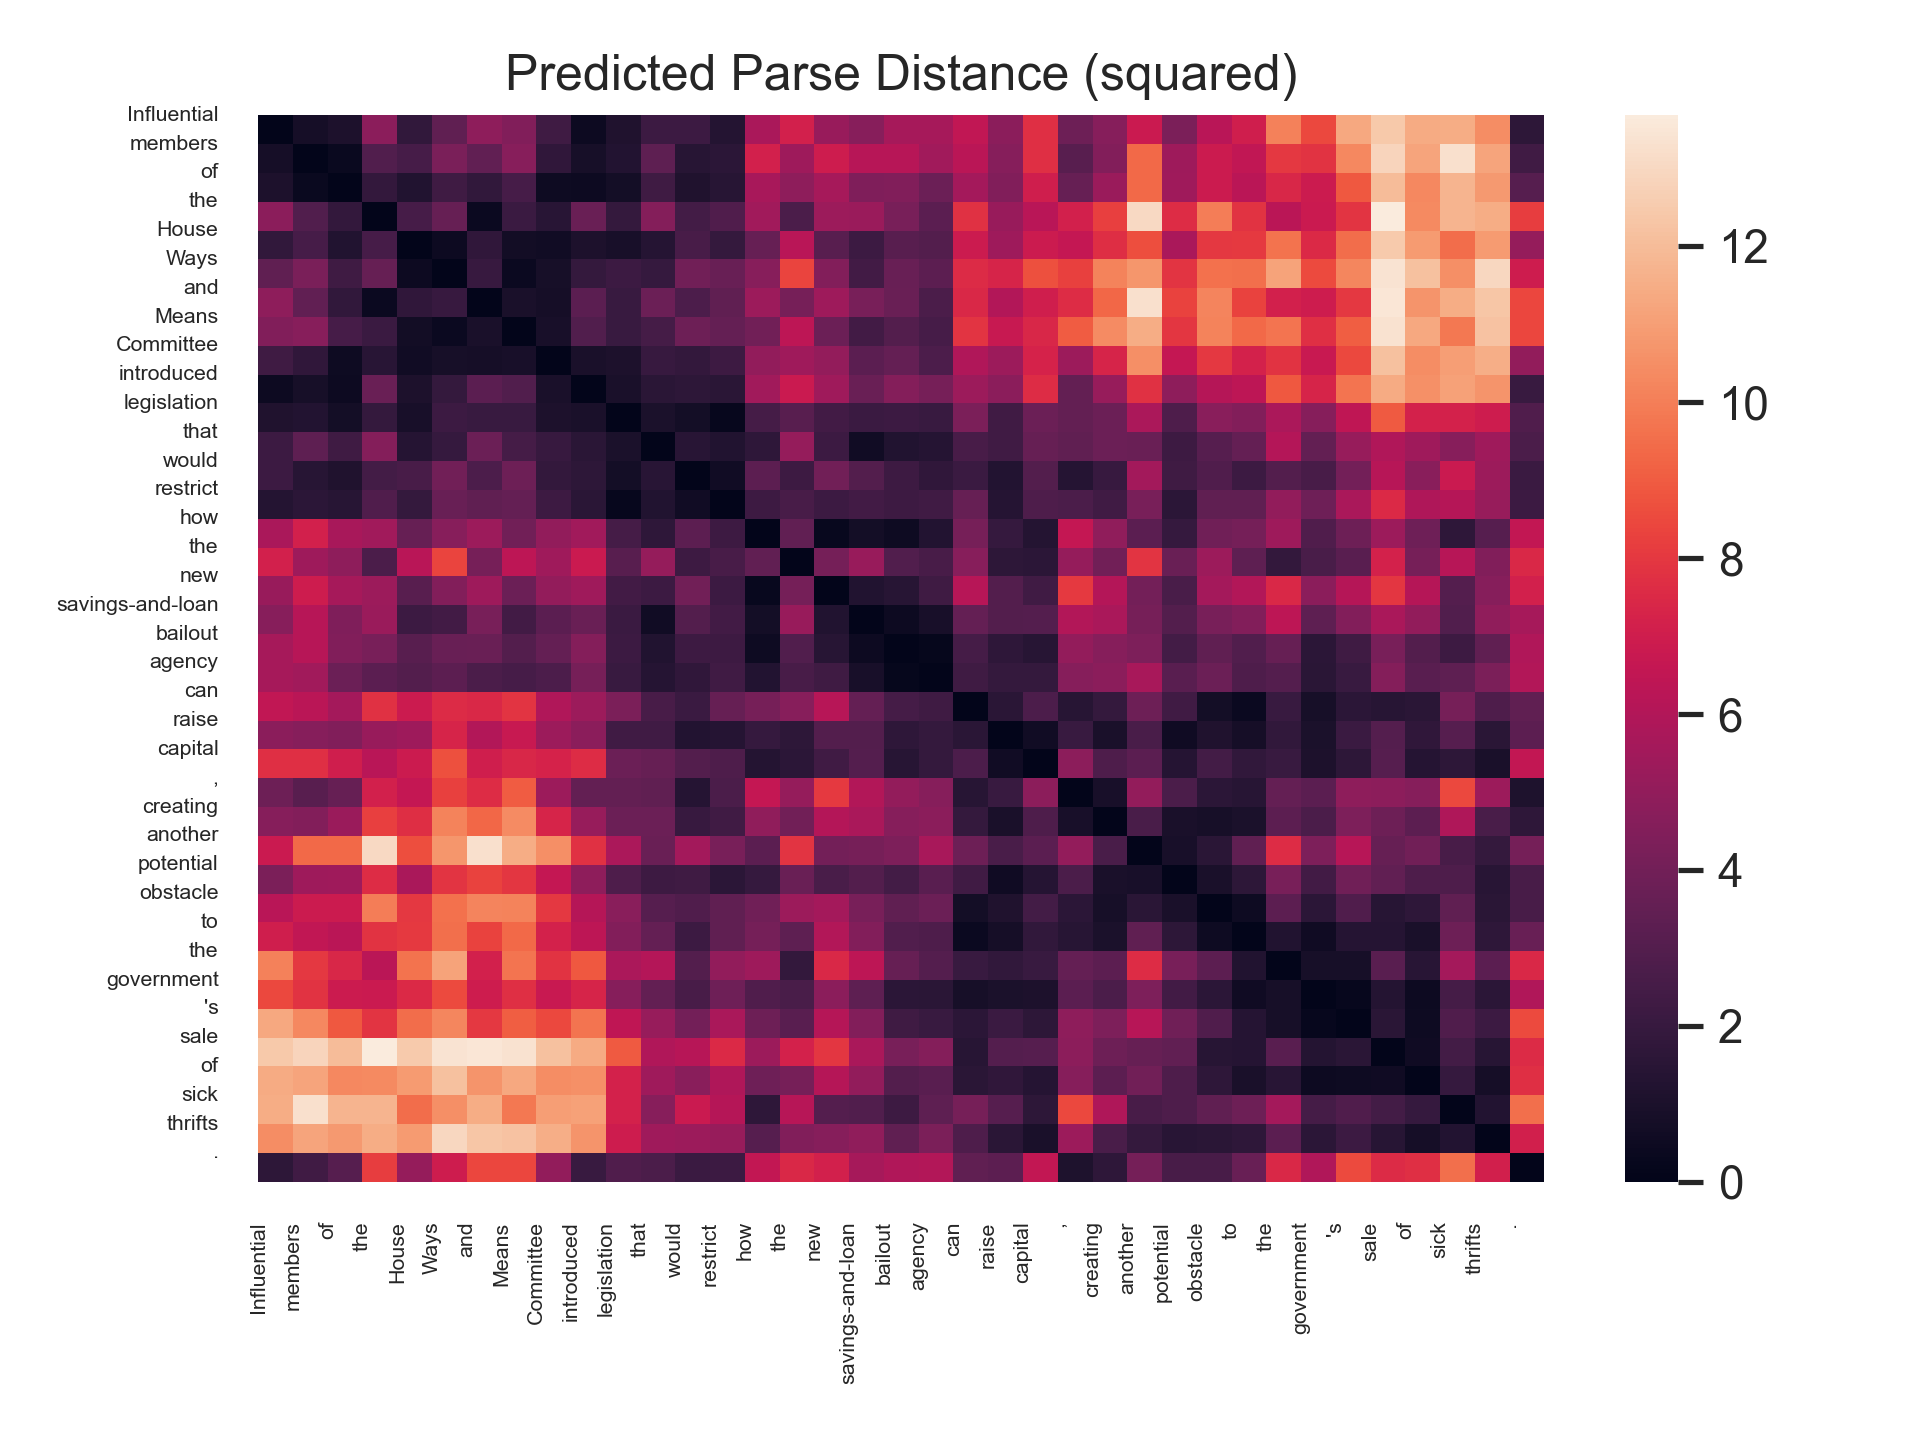 Predicted Parse Distance (squared)
Influential
members
of
the
House
Ways
and
Means
Committee
introduced
legislation
that
would
restrict
how
the
new
savings-and-loan
bailout
agency
can
raise
capital
,
creating
another
potential
obstacle
to
the
government
's
sale
of
sick
thrifts
.
Influential
members
of
the
House
Ways
and
Means
Committee
introduced
legislation
that
would
restrict
how
the
new
savings-and-loan
bailout
agency
can
raise
capital
,
creating
another
potential
obstacle
to
the
government
's
sale
of
sick
thrifts
.
12
10
8
6
4
2
0